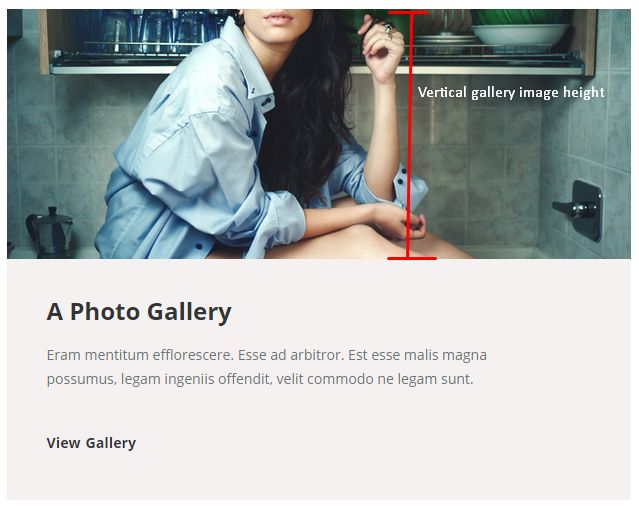 Vertical gallery image height
A Photo Gallery
Eram mentitum efflorescere. Esse ad arbitror. Est esse malis magna
possumus, legam ingeniis offendit, velit commodo ne legam sunt.
View Gallery